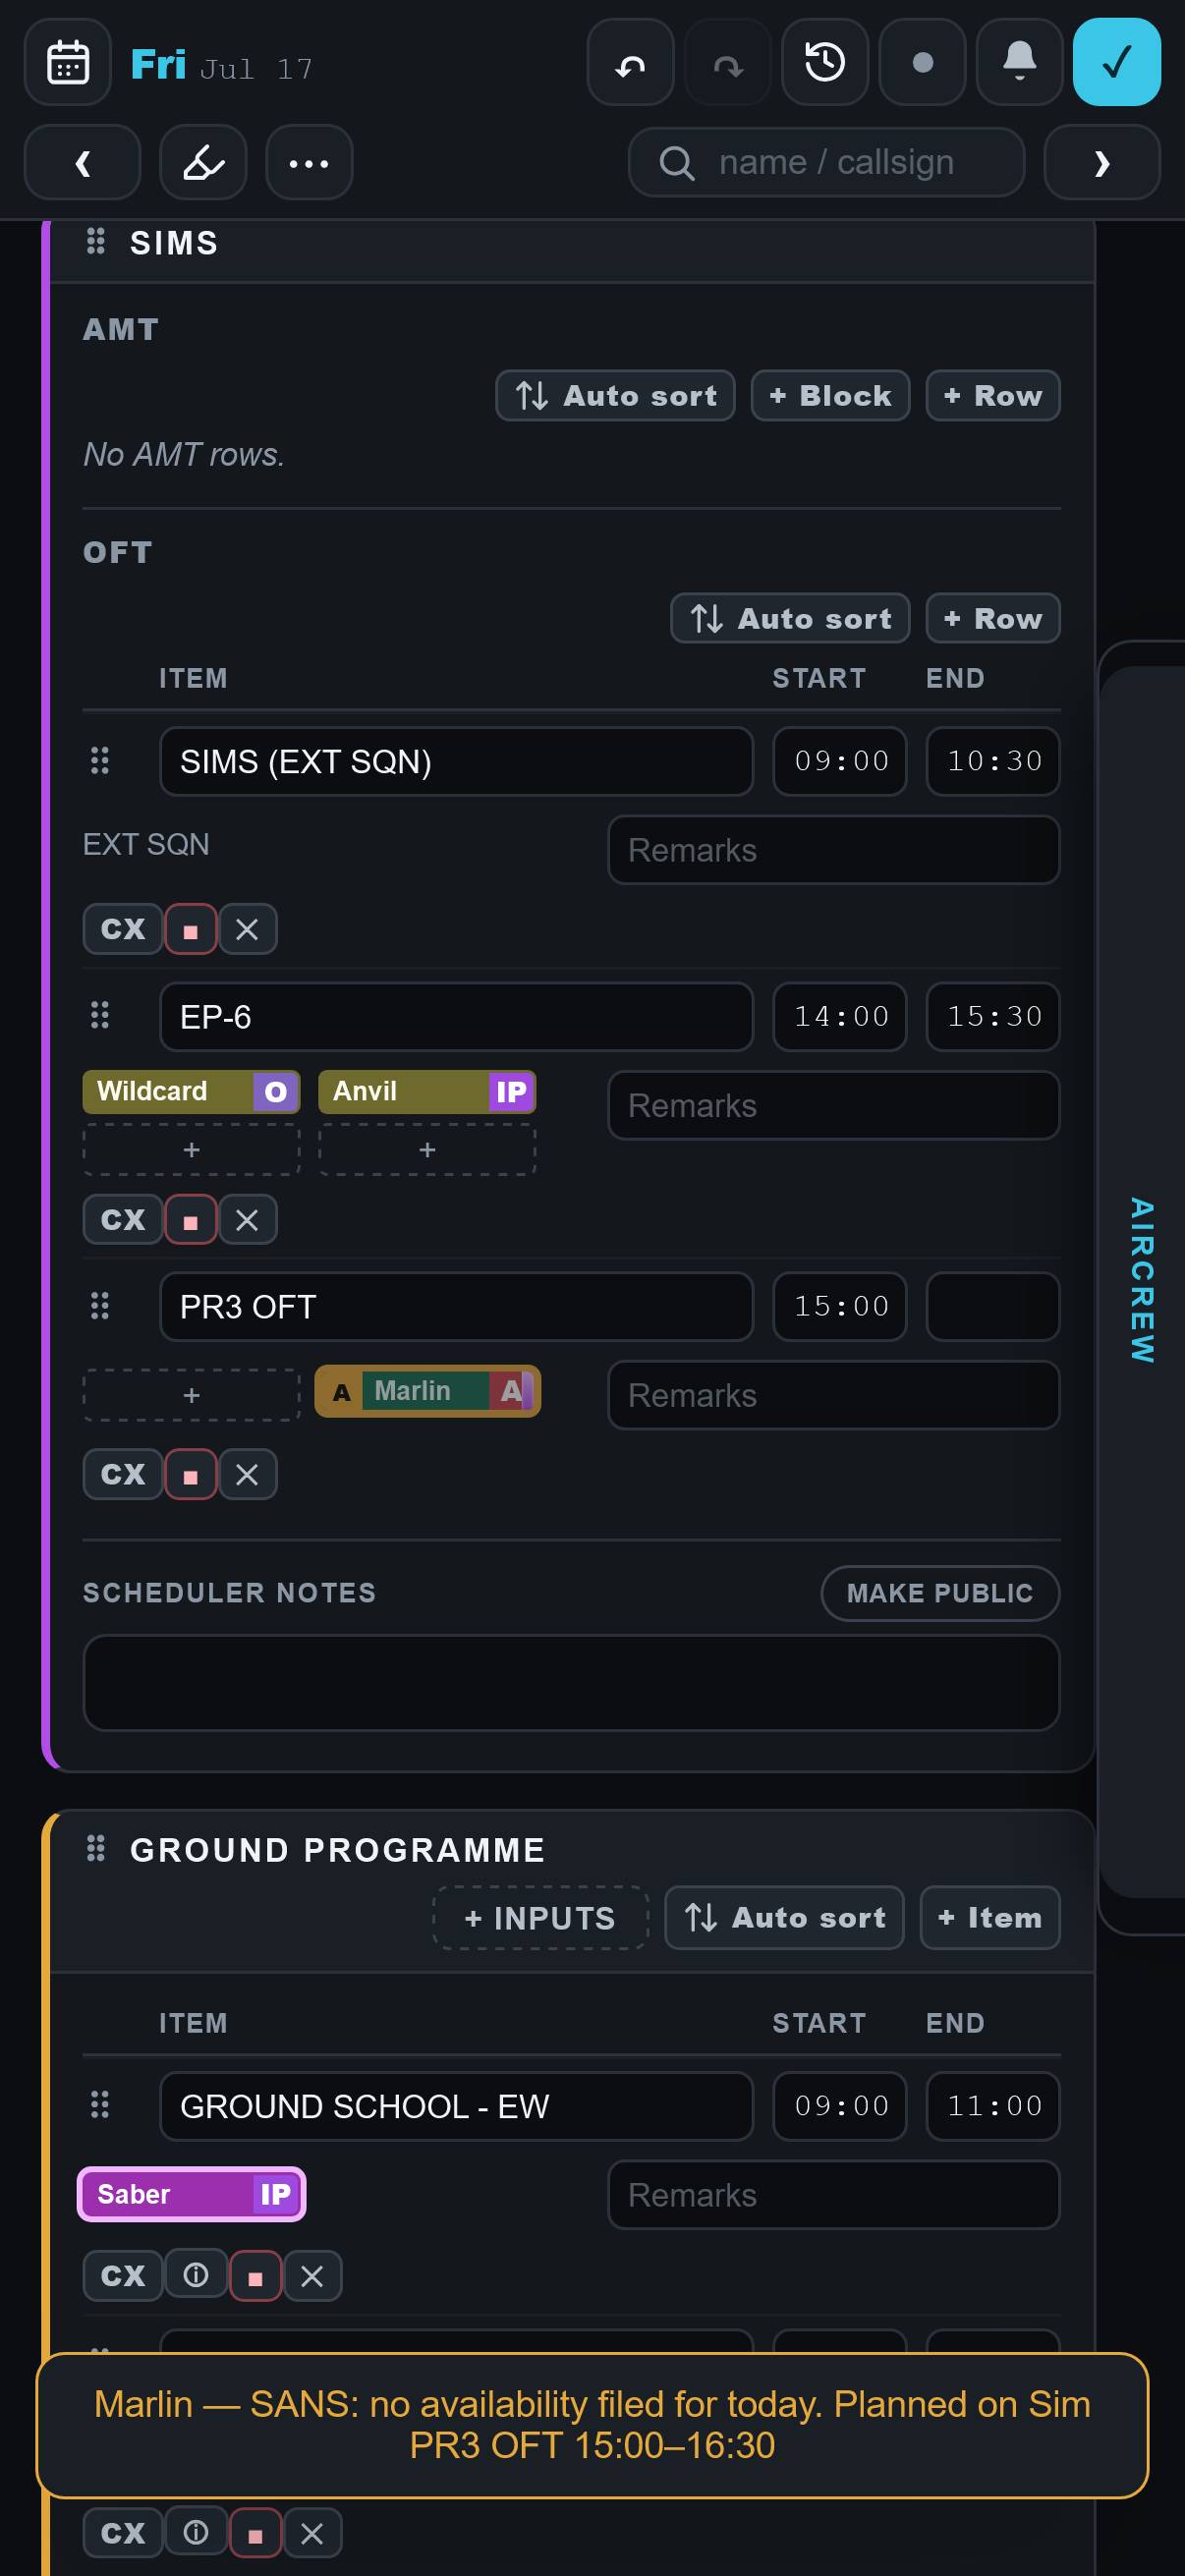 Fri Jul 17
name / callsign
SIMS
AMT
Auto sort + Block + Row
No AMT rows.
OFT
Auto sort + Row
ITEM START END
SIMS (EXT SQN) 09:00 10:30
EXT SQN Remarks
CX
EP-6 14:00 15:30
Wildcard O Anvil IP Remarks
+ +
CX
PR3 OFT 15:00
+ A Marlin A Remarks
CX
SCHEDULER NOTES MAKE PUBLIC
AIRCREW
GROUND PROGRAMME
+ INPUTS Auto sort + Item
ITEM START END
GROUND SCHOOL - EW 09:00 11:00
Saber IP Remarks
CX
Marlin — SANS: no availability filed for today. Planned on Sim
PR3 OFT 15:00–16:30
CX